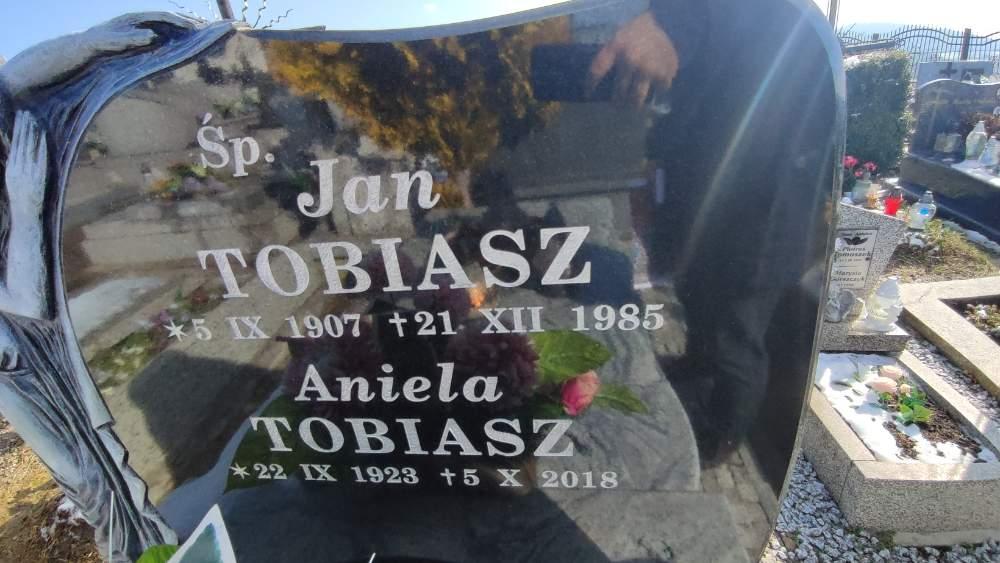 Śp.
Jan
TOBIASZ
*5 IX 1907 †21 XII 1985
Aniela
TOBIASZ
*22 IX 1923 †5 X 2018